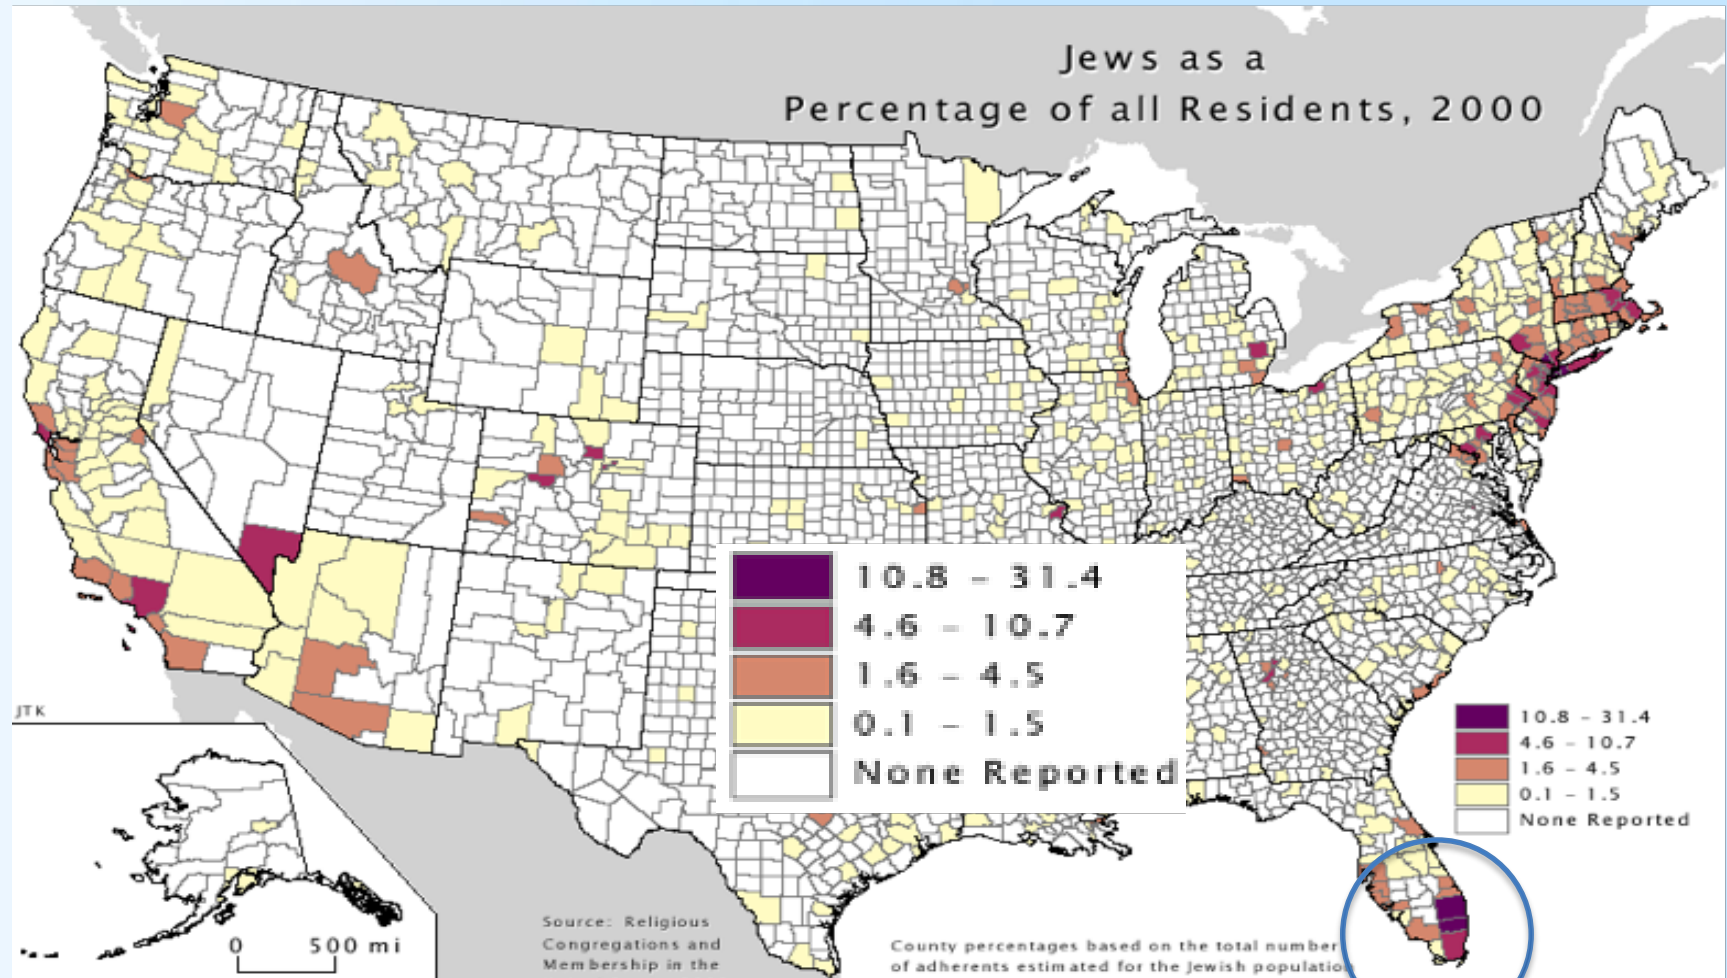 Jews as a
Percentage of all Residents, 2000
10.8 – 31.4
4.6 – 10.7
1.6 – 4.5
0.1 – 1.5
None Reported
JTK
10.8 – 31.4
4.6 – 10.7
1.6 – 4.5
0.1 – 1.5
None Reported
0 500 mi
Source: Religious
Congregations and
Membership in the
County percentages based on the total number
of adherents estimated for the Jewish population